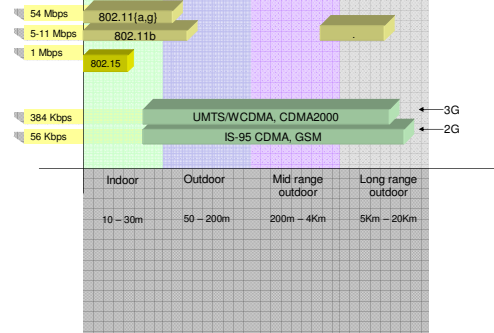 54 Mbps
802.11{a,g}
5-11 Mbps
802.11b
.
1 Mbps
802.15
384 Kbps
UMTS/WCDMA, CDMA2000
3G
56 Kbps
IS-95 CDMA, GSM
2G
Indoor
Outdoor
Mid range
outdoor
Long range
outdoor
10 – 30m
50 – 200m
200m – 4Km
5Km – 20Km